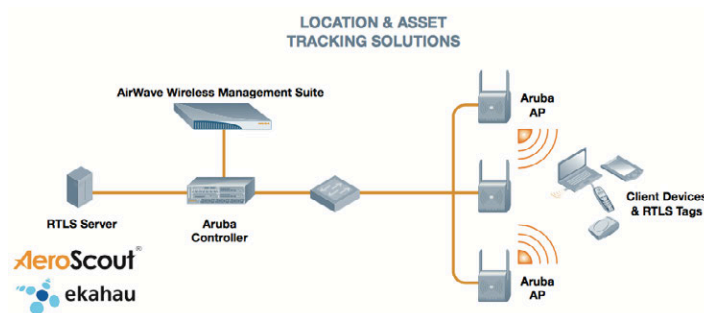 LOCATION & ASSET
TRACKING SOLUTIONS
AirWave Wireless Management Suite
Aruba
AP
RTLS Server
Aruba
Controller
Client Devices
& RTLS Tags
Aruba
AP
AeroScout®
ekahau